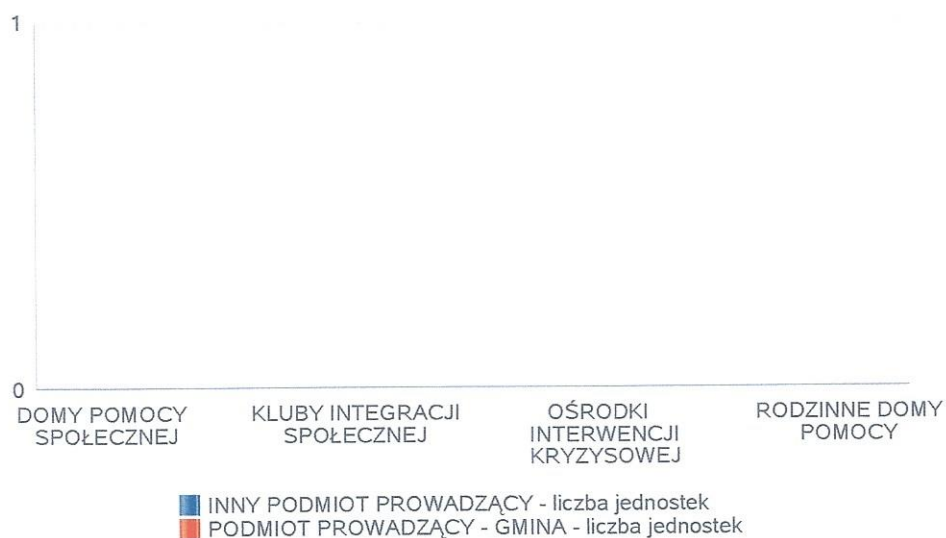 1
0
DOMY POMOCY
SPOŁECZNEJ
KLUBY INTEGRACJI
SPOŁECZNEJ
OŚRODKI
INTERWENCJI
KRYZYSOWEJ
RODZINNE DOMY
POMOCY
INNY PODMIOT PROWADZĄCY - liczba jednostek
PODMIOT PROWADZĄCY - GMINA - liczba jednostek